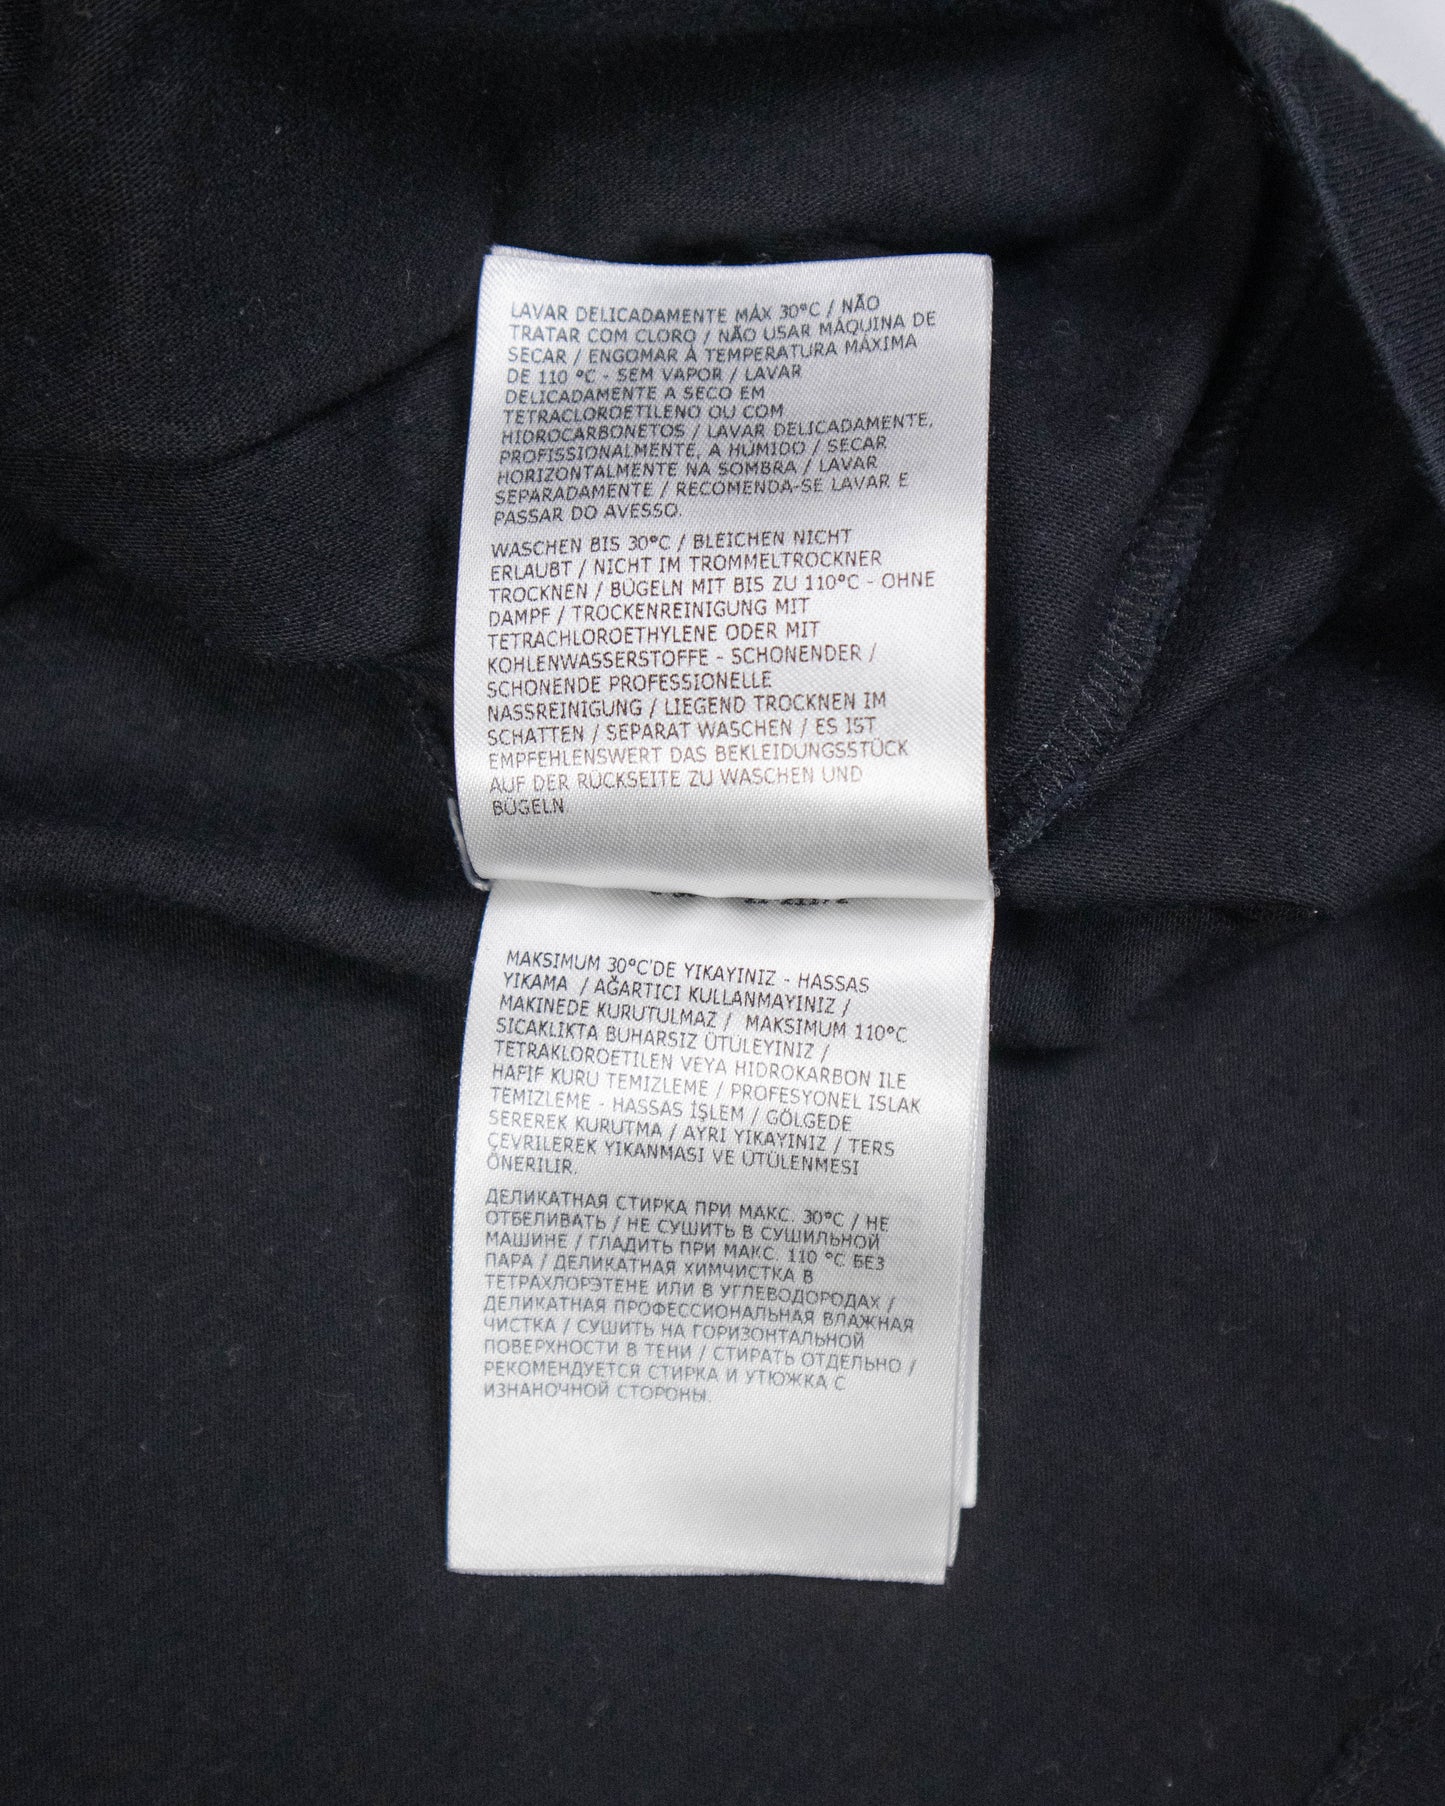 LAVAR DELICADAMENTE MÁX 30°C / NÃO
TRATAR COM CLORO / NÃO USAR MÁQUINA DE
SECAR / ENGOMAR À TEMPERATURA MÁXIMA
DE 110 °C - SEM VAPOR / LAVAR
DELICADAMENTE A SECO EM
TETRACLOROETILENO OU COM
HIDROCARBONETOS / LAVAR DELICADAMENTE,
PROFISSIONALMENTE, A HÚMIDO / SECAR
HORIZONTALMENTE NA SOMBRA / LAVAR
SEPARADAMENTE / RECOMENDA-SE LAVAR E
PASSAR DO AVESSO.
WASCHEN BIS 30°C / BLEICHEN NICHT
ERLAUBT / NICHT IM TROMMELTROCKNER
TROCKNEN / BÜGELN MIT BIS ZU 110°C - OHNE
DAMPF / TROCKENREINIGUNG MIT
TETRACHLOROETHYLENE ODER MIT
KOHLENWASSERSTOFFE - SCHONENDER /
SCHONENDE PROFESSIONELLE
NASSREINIGUNG / LIEGEND TROCKNEN IM
SCHATTEN / SEPARAT WASCHEN / ES IST
EMPFEHLENSWERT DAS BEKLEIDUNGSSTÜCK
AUF DER RÜCKSEITE ZU WASCHEN UND
BÜGELN
MAKSIMUM 30°C'DE YIKAYINIZ - HASSAS
YIKAMA / AĞARTICI KULLANMAYINIZ /
MAKINEDE KURUTULMAZ / MAKSIMUM 110°C
SICAKLIKTA BUHARSIZ ÜTÜLEYINIZ /
TETRAKLOROETILEN VEYA HIDROKARBON ILE
HAFIF KURU TEMIZLEME / PROFESYONEL ISLAK
TEMIZLEME - HASSAS İŞLEM / GÖLGEDE
SEREREK KURUTMA / AYRI YIKAYINIZ / TERS
ÇEVRILEREK YIKANMASI VE ÜTÜLENMESI
ÖNERILIR.
ДЕЛИКАТНАЯ СТИРКА ПРИ МАКС. 30°C / НЕ
ОТБЕЛИВАТЬ / НЕ СУШИТЬ В СУШИЛЬНОЙ
МАШИНЕ / ГЛАДИТЬ ПРИ МАКС. 110 °C БЕЗ
ПАРА / ДЕЛИКАТНАЯ ХИМЧИСТКА В
ТЕТРАХЛОРЭТЕНЕ ИЛИ В УГЛЕВОДОРОДАХ /
ДЕЛИКАТНАЯ ПРОФЕССИОНАЛЬНАЯ ВЛАЖНАЯ
ЧИСТКА / СУШИТЬ НА ГОРИЗОНТАЛЬНОЙ
ПОВЕРХНОСТИ В ТЕНИ / СТИРАТЬ ОТДЕЛЬНО /
РЕКОМЕНДУЕТСЯ СТИРКА И УТЮЖКА С
ИЗНАНОЧНОЙ СТОРОНЫ.